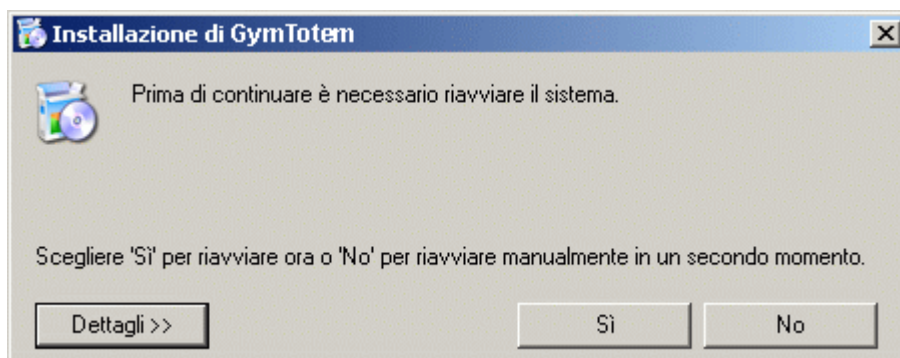 Installazione di GymTotem
Prima di continuare è necessario riavviare il sistema.
Scegliere 'Sì' per riavviare ora o 'No' per riavviare manualmente in un secondo momento.
Dettagli >>
Sì
No